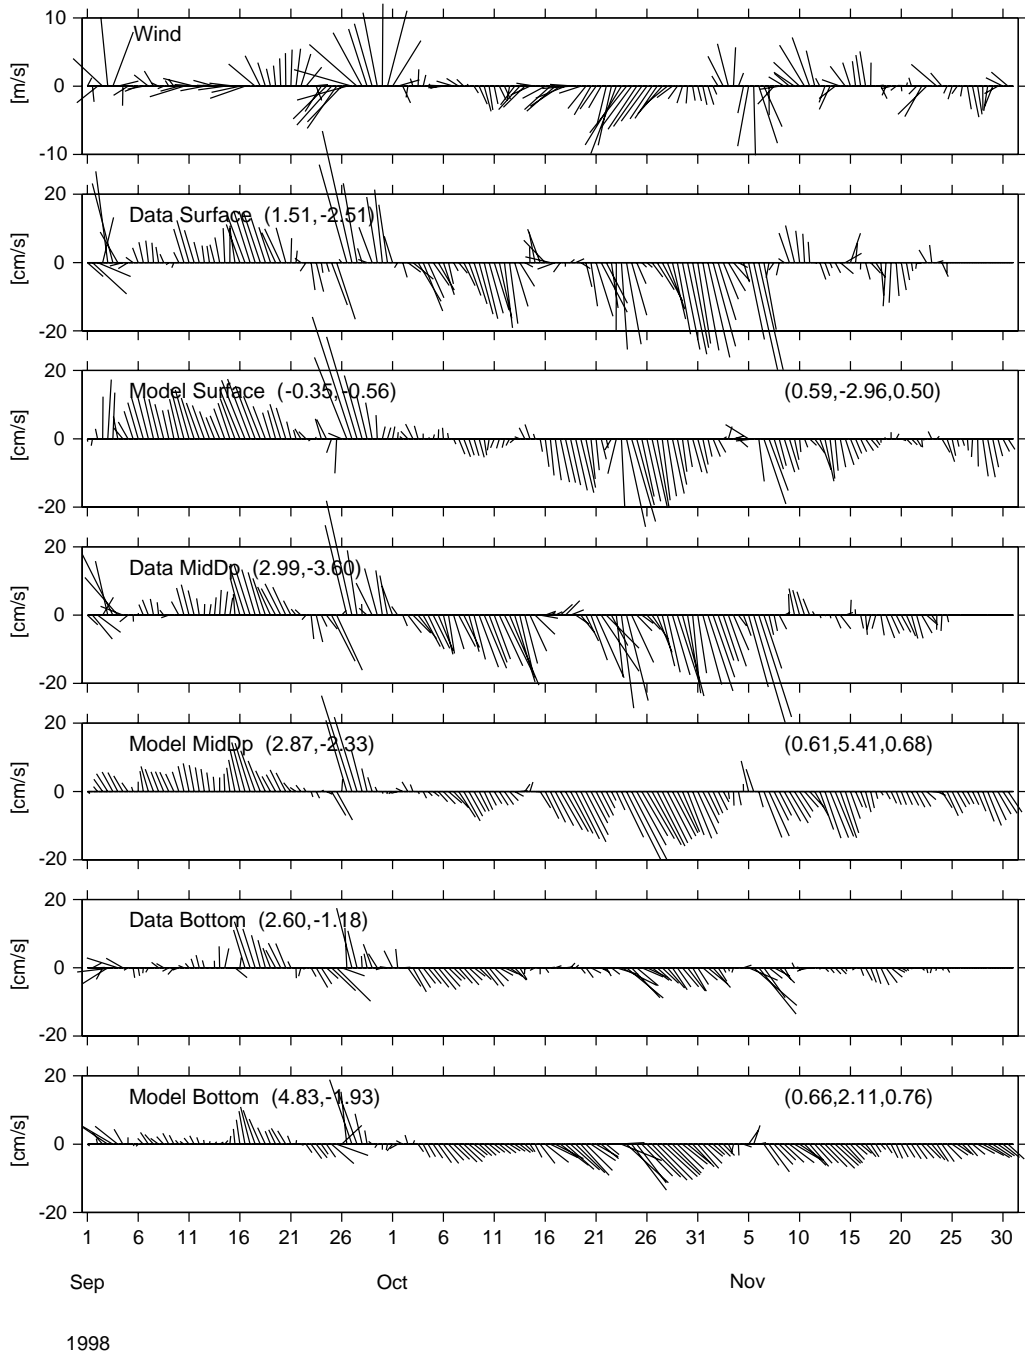 10
Wind
[m/s]
0
-10
20
Data Surface (1.51,-2.51)
[cm/s]
0
-20
20
Model Surface (-0.35,-0.56) (0.59,-2.96,0.50)
[cm/s]
0
-20
20
Data MidDp (2.99,-3.60)
[cm/s]
0
-20
20
Model MidDp (2.87,-2.33) (0.61,5.41,0.68)
[cm/s]
0
-20
20
Data Bottom (2.60,-1.18)
[cm/s]
0
-20
20
Model Bottom (4.83,-1.93) (0.66,2.11,0.76)
[cm/s]
0
-20
1 6 11 16 21 26 1 6 11 16 21 26 5 10 15 20 25 30
Sep Oct Nov
1998